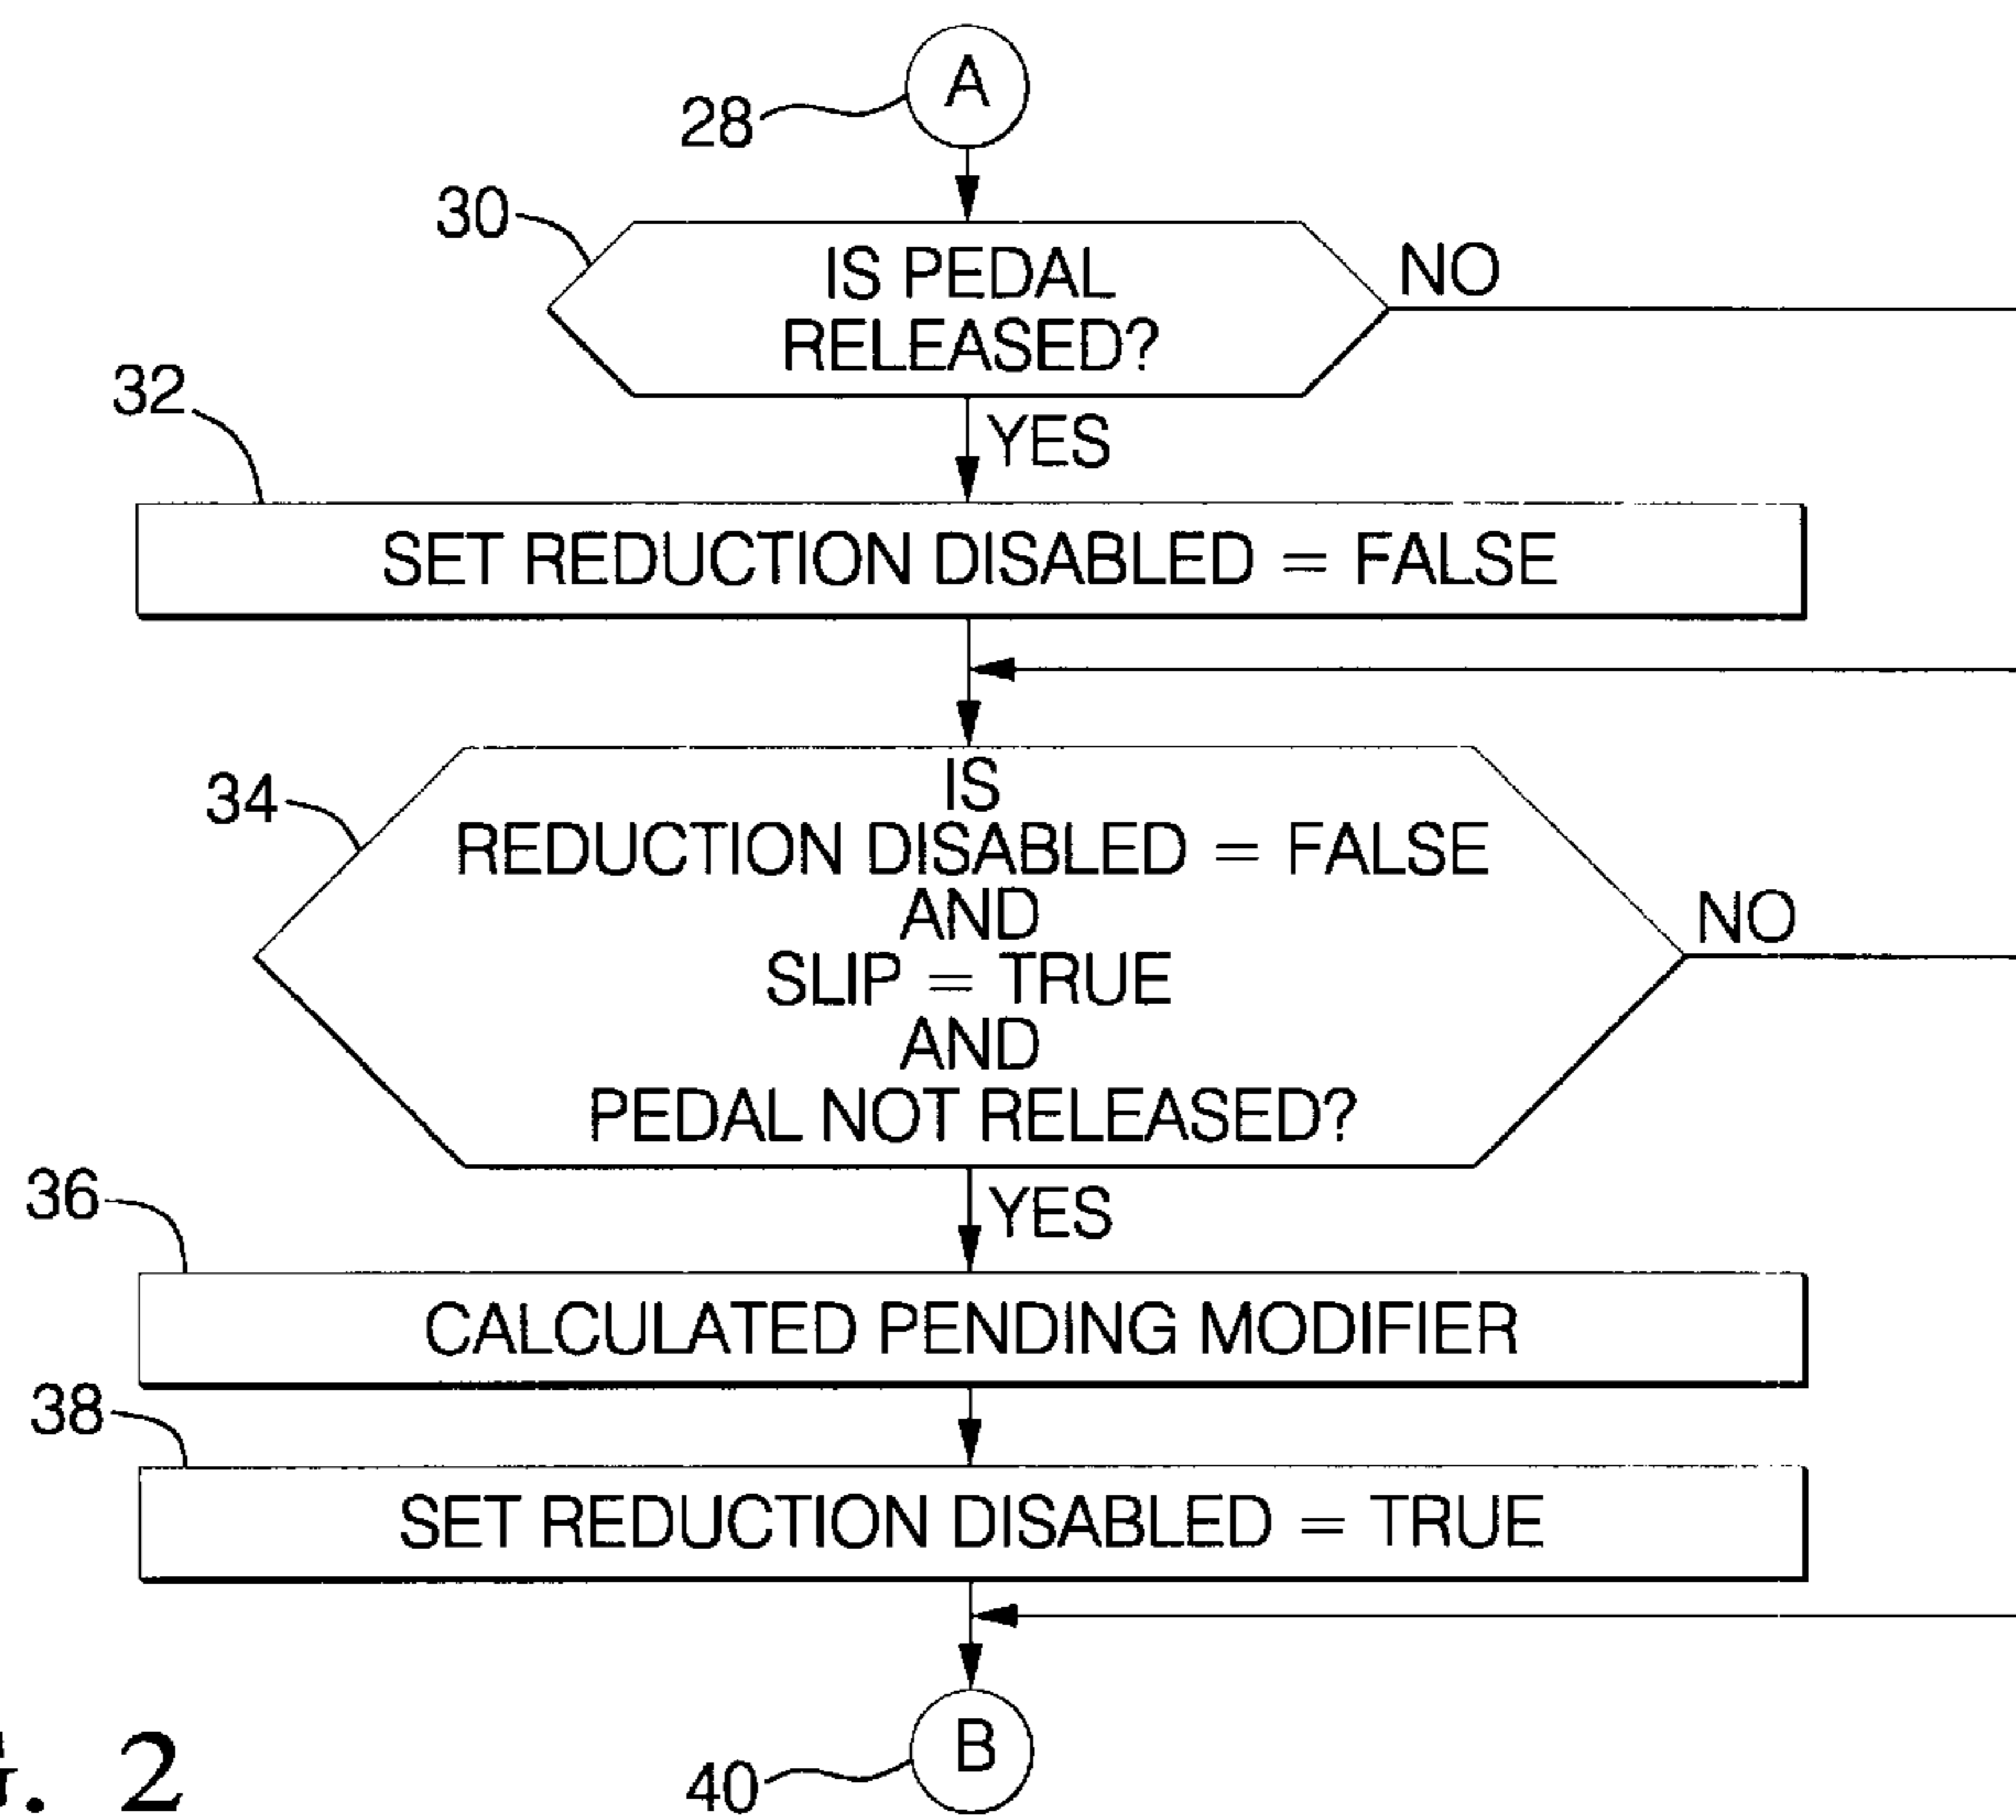 A
28
30
IS PEDAL
RELEASED?
NO
YES
32
SET REDUCTION DISABLED = FALSE
34
IS
REDUCTION DISABLED = FALSE
AND
SLIP = TRUE
AND
PEDAL NOT RELEASED?
NO
YES
36
CALCULATED PENDING MODIFIER
38
SET REDUCTION DISABLED = TRUE
B
40
. 2